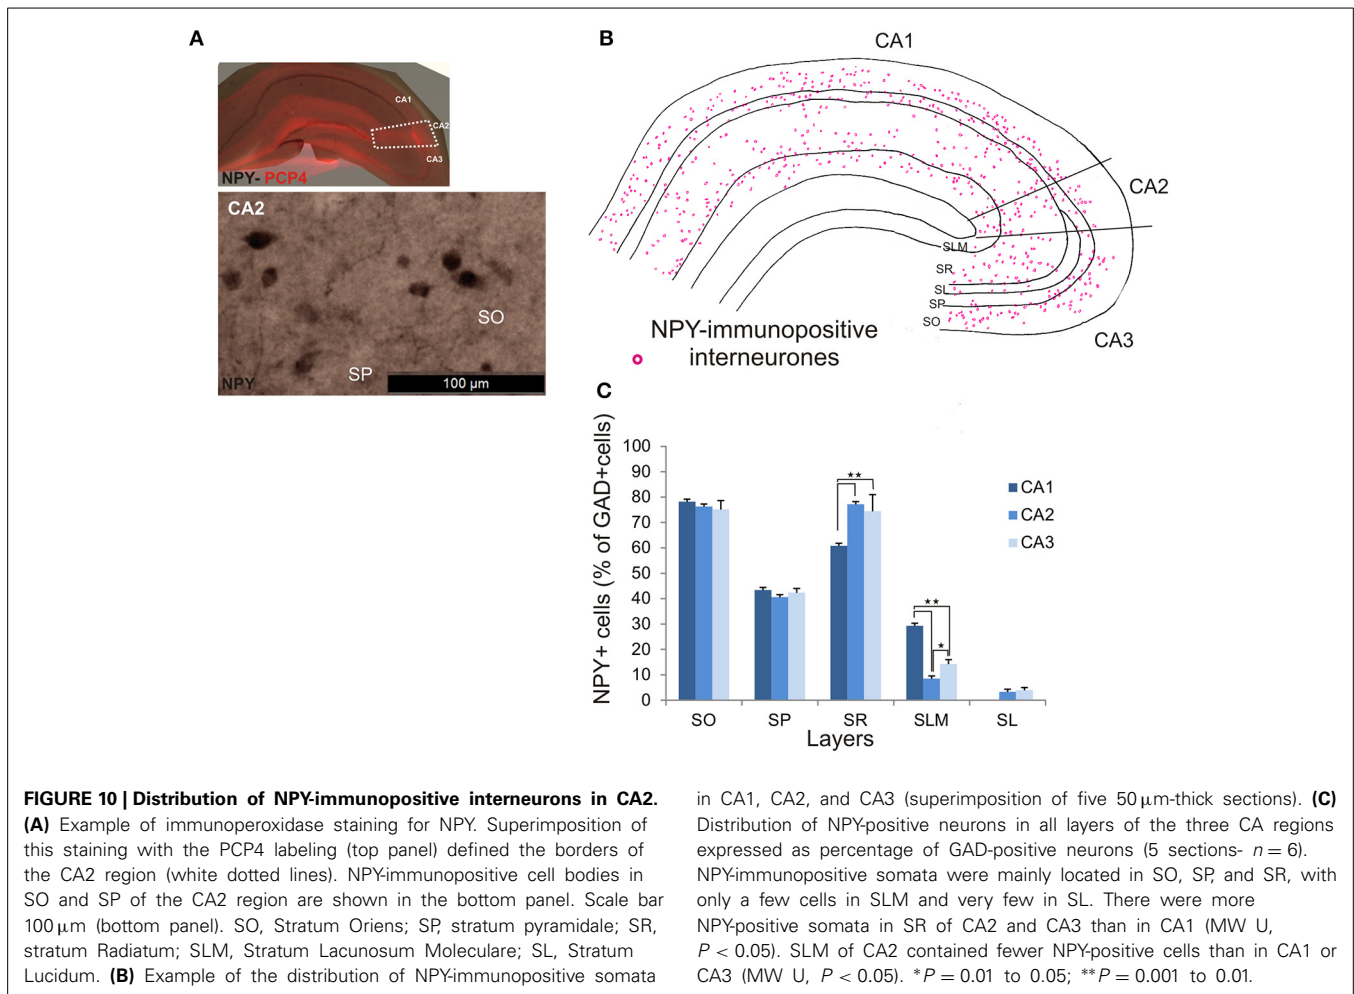 A
CA1
CA2
CA3
NPY- PCP4
CA2
SO
SP
NPY
100 µm
B
CA1
CA2
SLM
SR
SL
SP
SO
CA3
NPY-immunopositive
interneurones
C
NPY+ cells (% of GAD+cells)
100
90
80
70
60
50
40
30
20
10
0
★★
★★
★
CA1
CA2
CA3
SO SP SR SLM SL
Layers
FIGURE 10 | Distribution of NPY-immunopositive interneurons in CA2.
(A) Example of immunoperoxidase staining for NPY. Superimposition of
this staining with the PCP4 labeling (top panel) defined the borders of
the CA2 region (white dotted lines). NPY-immunopositive cell bodies in
SO and SP of the CA2 region are shown in the bottom panel. Scale bar
100 µm (bottom panel). SO, Stratum Oriens; SP, stratum pyramidale; SR,
stratum Radiatum; SLM, Stratum Lacunosum Moleculare; SL, Stratum
Lucidum. (B) Example of the distribution of NPY-immunopositive somata
in CA1, CA2, and CA3 (superimposition of five 50 µm-thick sections). (C)
Distribution of NPY-positive neurons in all layers of the three CA regions
expressed as percentage of GAD-positive neurons (5 sections- n = 6).
NPY-immunopositive somata were mainly located in SO, SP, and SR, with
only a few cells in SLM and very few in SL. There were more
NPY-positive somata in SR of CA2 and CA3 than in CA1 (MW U,
P < 0.05). SLM of CA2 contained fewer NPY-positive cells than in CA1 or
CA3 (MW U, P < 0.05). *P = 0.01 to 0.05; **P = 0.001 to 0.01.